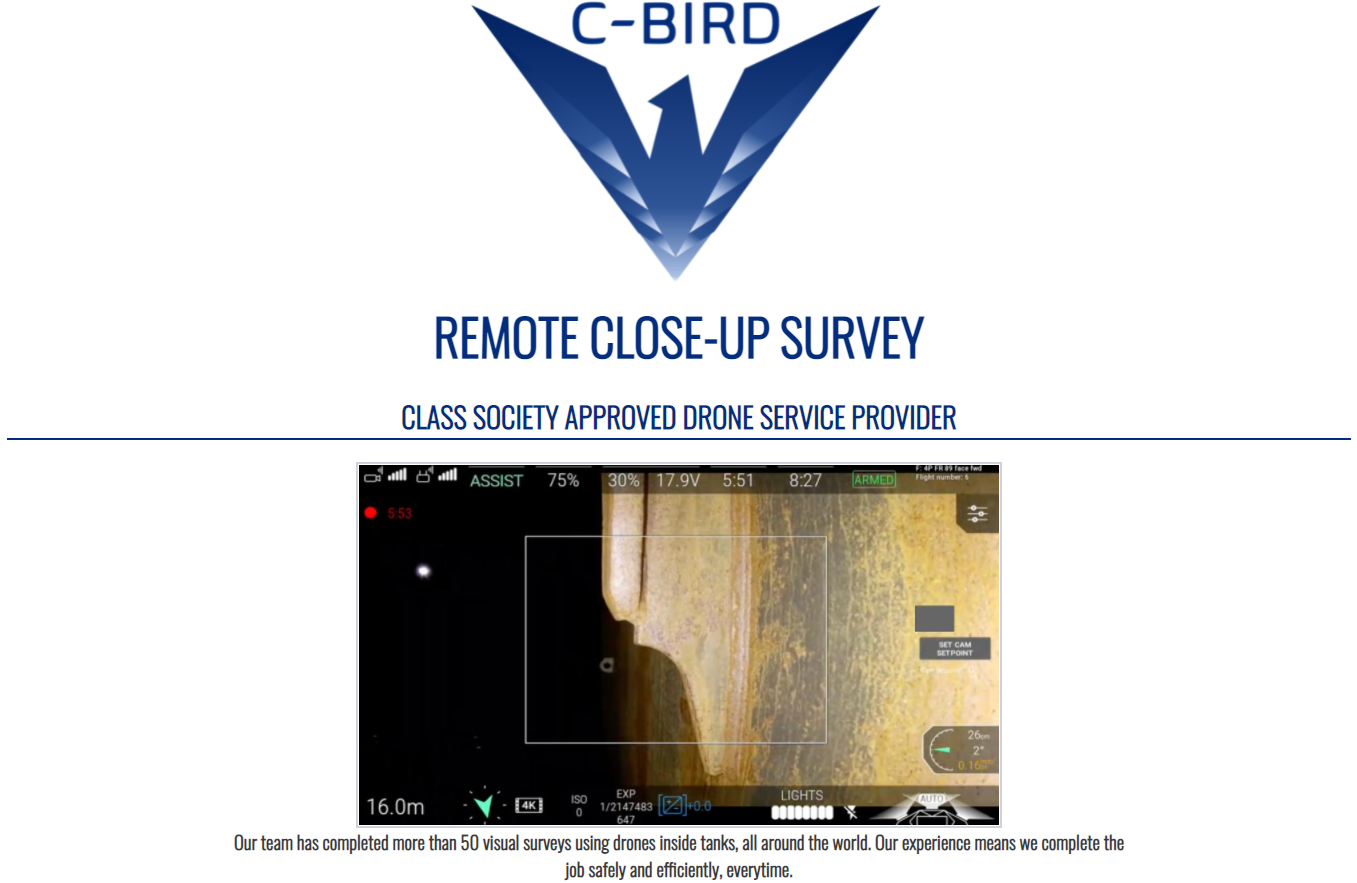 C-BIRD
REMOTE CLOSE-UP SURVEY
CLASS SOCIETY APPROVED DRONE SERVICE PROVIDER
ASSIST 75% 30% 17.9V 5:51 8:27 ARMED
F: 4P FR 89 face fwd
Flight number: 6
5:53
SET CAM
SETPOINT
26cm
2°
0.16
16.0m
4K
ISO
0
EXP
1/2147483
647
+0.0
LIGHTS
AUTO
Our team has completed more than 50 visual surveys using drones inside tanks, all around the world. Our experience means we complete the
job safely and efficiently, everytime.